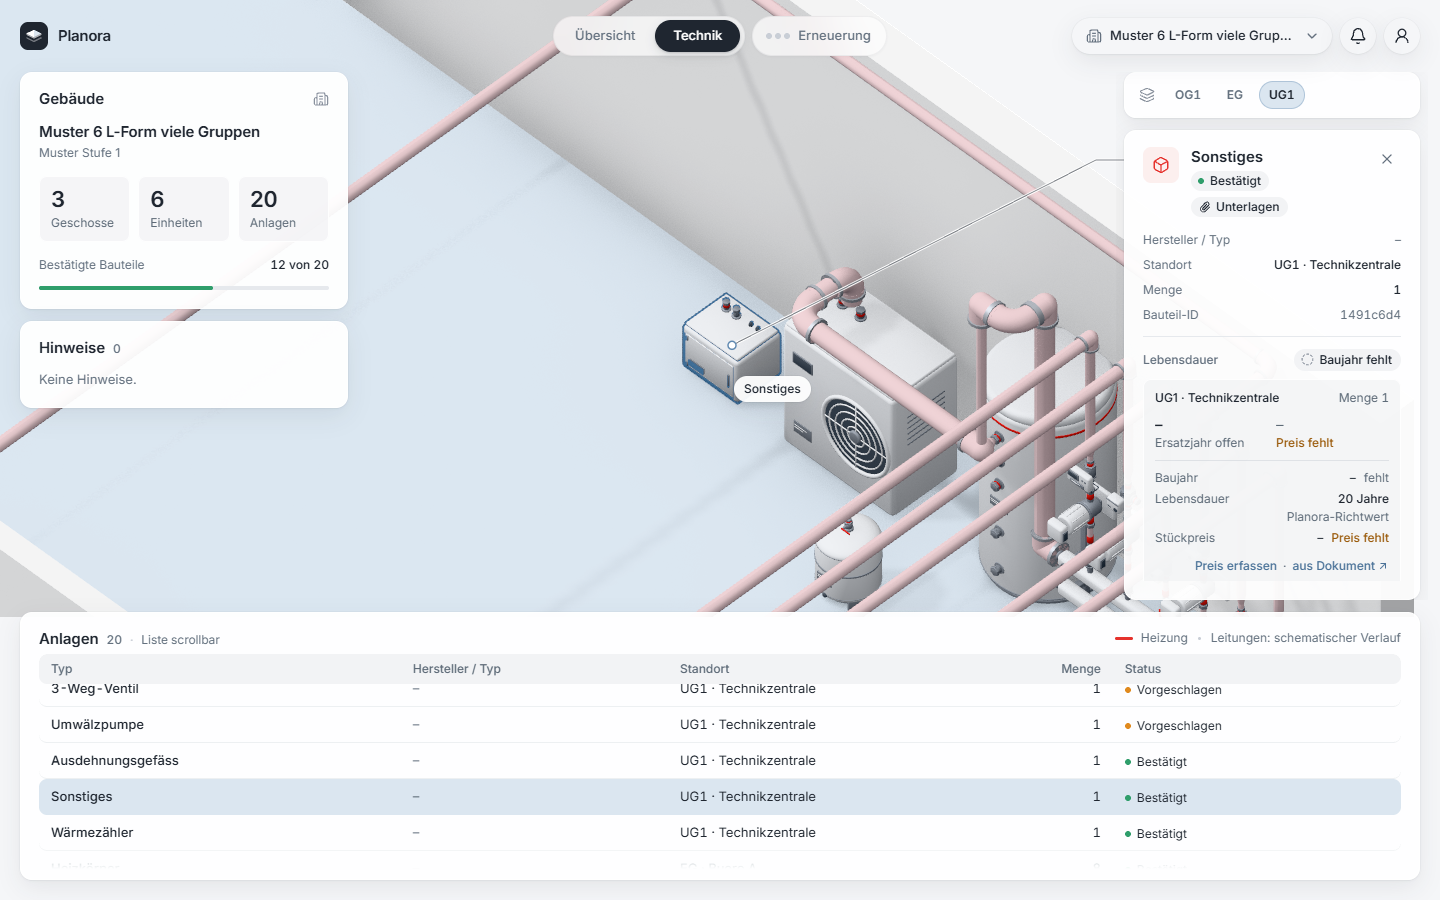 Planora
Übersicht
Technik
Erneuerung
Muster 6 L-Form viele Grup...
Gebäude
Muster 6 L-Form viele Gruppen
Muster Stufe 1
3
6
20
Geschosse
Einheiten
Anlagen
Bestätigte Bauteile 12 von 20
Hinweise 0
Keine Hinweise.
OG1 EG UG1
Sonstiges
Bestätigt
Unterlagen
Hersteller / Typ –
Standort UG1 · Technikzentrale
Menge 1
Bauteil-ID 1491c6d4
Lebensdauer Baujahr fehlt
UG1 · Technikzentrale Menge 1
– –
Ersatzjahr offen Preis fehlt
Baujahr – fehlt
Lebensdauer 20 Jahre
Planora-Richtwert
Stückpreis – Preis fehlt
Preis erfassen · aus Dokument ↗
Sonstiges
Anlagen 20 · Liste scrollbar
Heizung • Leitungen: schematischer Verlauf
Typ Hersteller / Typ Standort Menge Status
3-Weg-Ventil – UG1 · Technikzentrale 1 Vorgeschlagen
Umwälzpumpe – UG1 · Technikzentrale 1 Vorgeschlagen
Ausdehnungsgefäss – UG1 · Technikzentrale 1 Bestätigt
Sonstiges – UG1 · Technikzentrale 1 Bestätigt
Wärmezähler – UG1 · Technikzentrale 1 Bestätigt